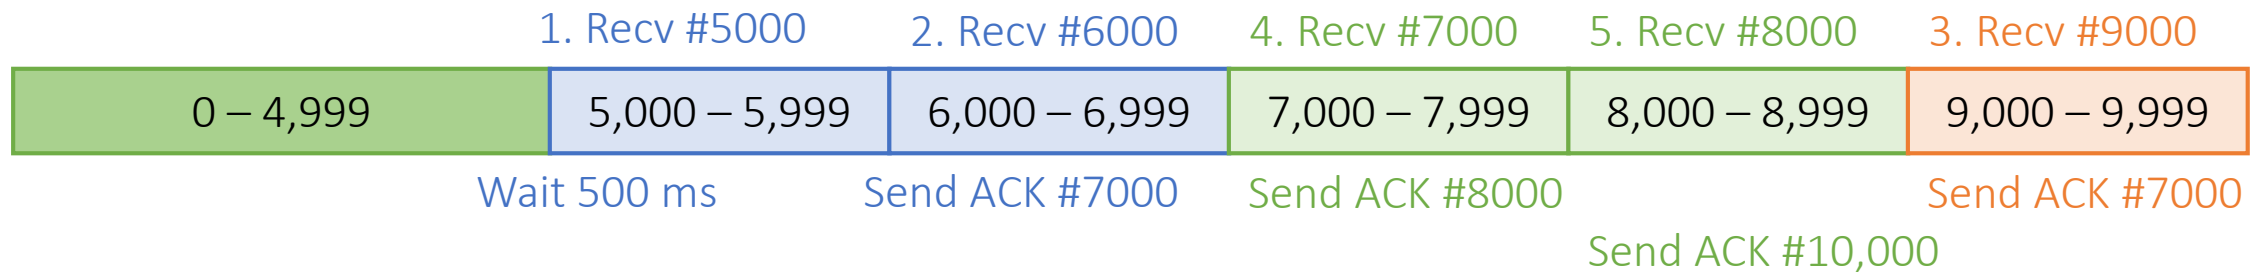 1. Recv #5000 2. Recv #6000 4. Recv #7000 5. Recv #8000 3. Recv #9000
0 – 4,999 5,000 – 5,999 6,000 – 6,999 7,000 – 7,999 8,000 – 8,999 9,000 – 9,999
Wait 500 ms Send ACK #7000 Send ACK #8000 Send ACK #7000
Send ACK #10,000